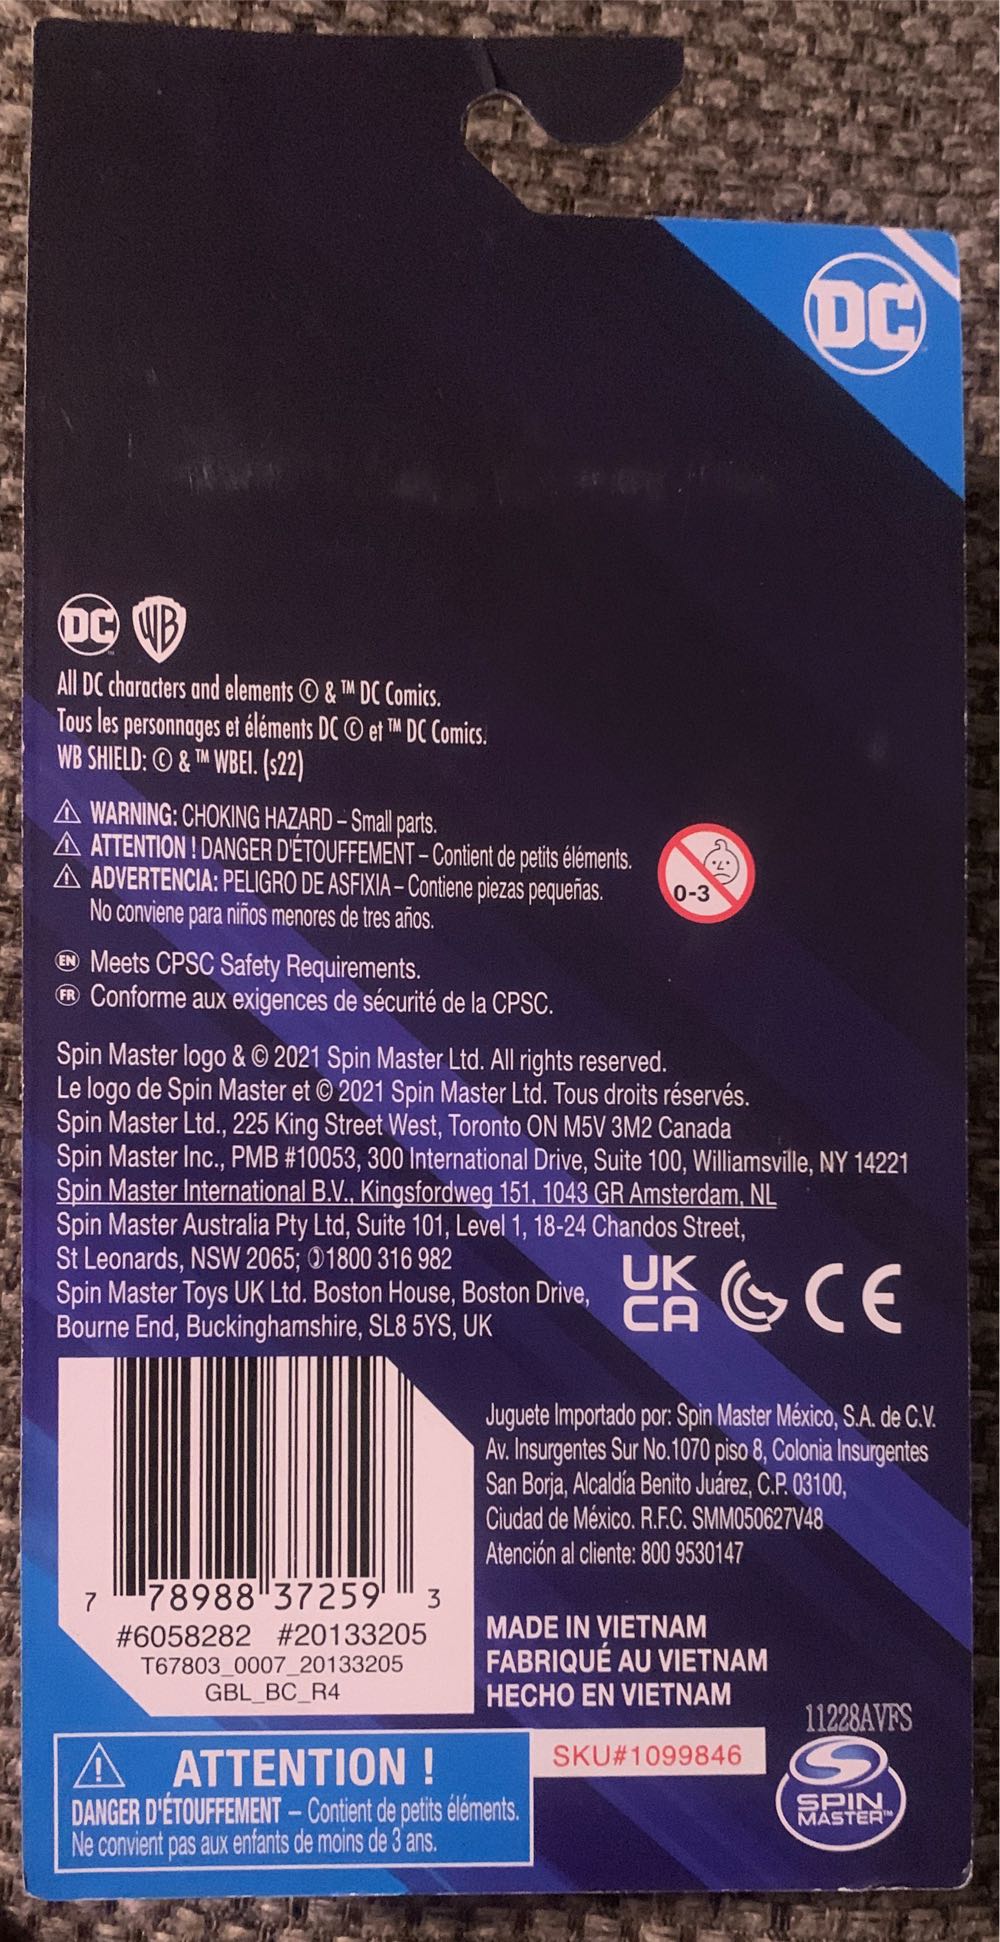 DC
DC WB
All DC characters and elements © & ™ DC Comics.
Tous les personnages et éléments DC © et ™ DC Comics.
WB SHIELD: © & ™ WBEI. (s22)
⚠ WARNING: CHOKING HAZARD – Small parts.
⚠ ATTENTION ! DANGER D'ÉTOUFFEMENT – Contient de petits éléments.
⚠ ADVERTENCIA: PELIGRO DE ASFIXIA – Contiene piezas pequeñas.
No conviene para niños menores de tres años.
0-3
EN Meets CPSC Safety Requirements.
FR Conforme aux exigences de sécurité de la CPSC.
Spin Master logo & © 2021 Spin Master Ltd. All rights reserved.
Le logo de Spin Master et © 2021 Spin Master Ltd. Tous droits réservés.
Spin Master Ltd., 225 King Street West, Toronto ON M5V 3M2 Canada
Spin Master Inc., PMB #10053, 300 International Drive, Suite 100, Williamsville, NY 14221
Spin Master International B.V., Kingsfordweg 151, 1043 GR Amsterdam, NL
Spin Master Australia Pty Ltd, Suite 101, Level 1, 18-24 Chandos Street,
St Leonards, NSW 2065; ✆1800 316 982
Spin Master Toys UK Ltd. Boston House, Boston Drive,
Bourne End, Buckinghamshire, SL8 5YS, UK
UK
CA
CE
Juguete Importado por: Spin Master México, S.A. de C.V.
Av. Insurgentes Sur No.1070 piso 8, Colonia Insurgentes
San Borja, Alcaldía Benito Juárez, C.P. 03100,
Ciudad de México. R.F.C. SMM050627V48
Atención al cliente: 800 9530147
7 78988 37259 3
#6058282 #20133205
T67803_0007_20133205
GBL_BC_R4
MADE IN VIETNAM
FABRIQUÉ AU VIETNAM
HECHO EN VIETNAM
11228AVFS
SKU#1099846
SPIN
MASTER™
⚠ ATTENTION !
DANGER D'ÉTOUFFEMENT – Contient de petits éléments.
Ne convient pas aux enfants de moins de 3 ans.